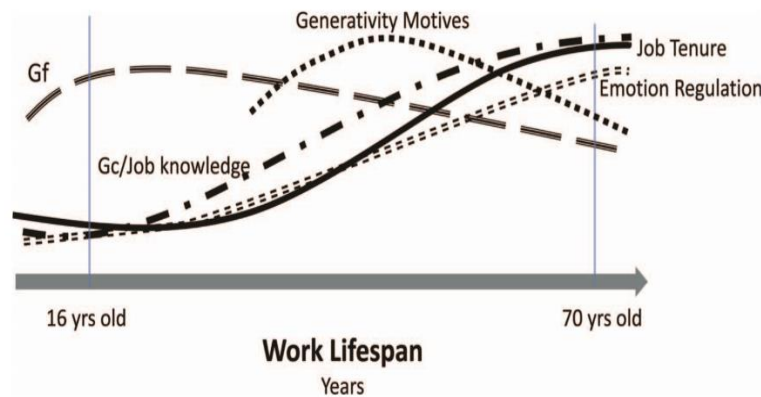 Generativity Motives
Gf
Job Tenure
Emotion Regulation
Gc/Job knowledge
16 yrs old
70 yrs old
Work Lifespan
Years